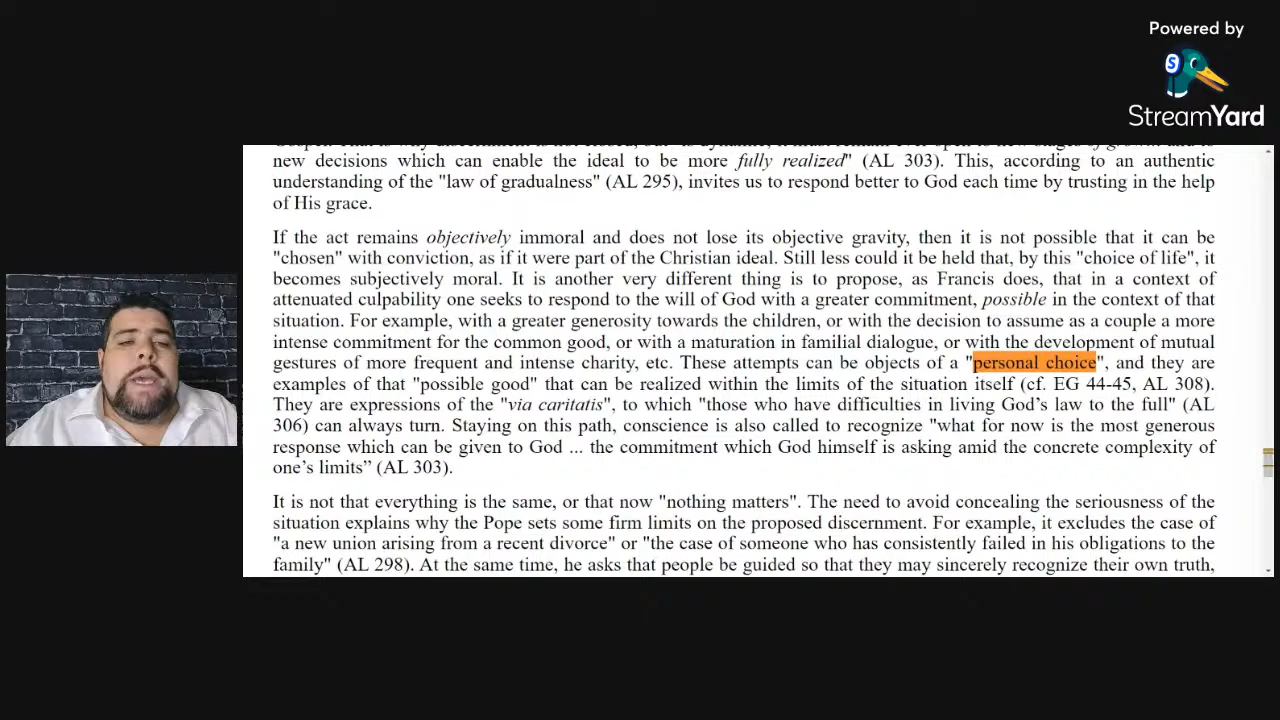 Powered by
StreamYard
new decisions which can enable the ideal to be more fully realized" (AL 303). This, according to an authentic
understanding of the "law of gradualness" (AL 295), invites us to respond better to God each time by trusting in the help
of His grace.
If the act remains objectively immoral and does not lose its objective gravity, then it is not possible that it can be
"chosen" with conviction, as if it were part of the Christian ideal. Still less could it be held that, by this "choice of life", it
becomes subjectively moral. It is another very different thing is to propose, as Francis does, that in a context of
attenuated culpability one seeks to respond to the will of God with a greater commitment, possible in the context of that
situation. For example, with a greater generosity towards the children, or with the decision to assume as a couple a more
intense commitment for the common good, or with a maturation in familial dialogue, or with the development of mutual
gestures of more frequent and intense charity, etc. These attempts can be objects of a "personal choice", and they are
examples of that "possible good" that can be realized within the limits of the situation itself (cf. EG 44-45, AL 308).
They are expressions of the "via caritatis", to which "those who have difficulties in living God's law to the full" (AL
306) can always turn. Staying on this path, conscience is also called to recognize "what for now is the most generous
response which can be given to God ... the commitment which God himself is asking amid the concrete complexity of
one's limits” (AL 303).
It is not that everything is the same, or that now "nothing matters". The need to avoid concealing the seriousness of the
situation explains why the Pope sets some firm limits on the proposed discernment. For example, it excludes the case of
"a new union arising from a recent divorce" or "the case of someone who has consistently failed in his obligations to the
family" (AL 298). At the same time, he asks that people be guided so that they may sincerely recognize their own truth,